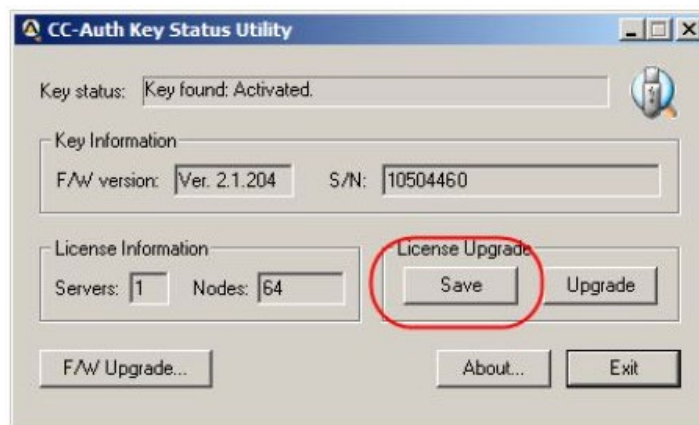 CC-Auth Key Status Utility
Key status: Key found; Activated.
Key Information
F/W version: Ver. 2.1.204 S/N: 10504460
License Information License Upgrade
Servers: 1 Nodes: 64 Save Upgrade
F/W Upgrade... About... Exit